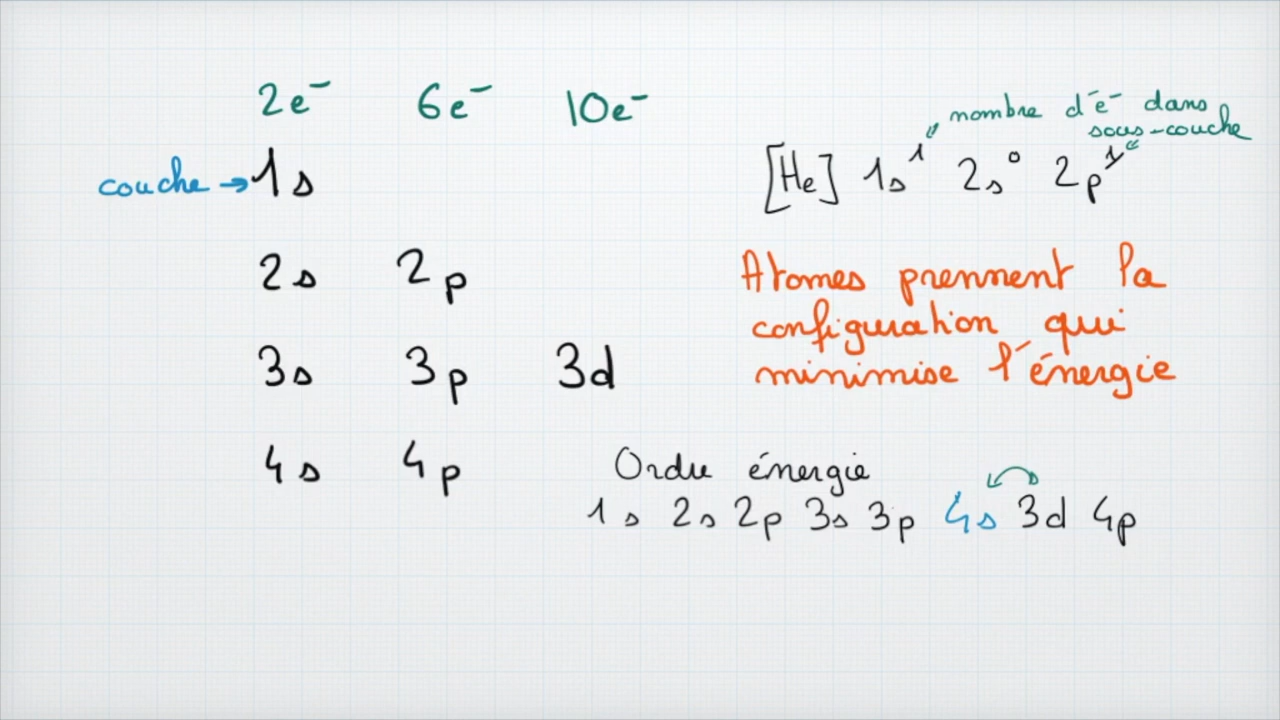 2e⁻ 6e⁻ 10e⁻
couche → 1s
2s 2p
3s 3p 3d
4s 4p
nombre d'e⁻ dans
sous-couche
[He] 1s¹ 2s⁰ 2p¹
Atomes prennent la
configuration qui
minimise l'énergie
Ordre énergie
1s 2s 2p 3s 3p 4s 3d 4p